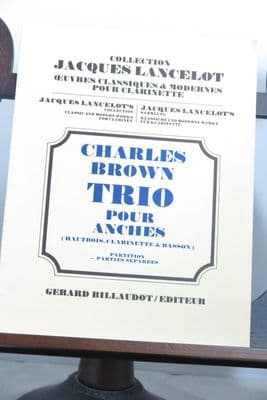 COLLECTION
JACQUES LANCELOT
ŒUVRES CLASSIQUES & MODERNES
POUR CLARINETTE
JACQUES LANCELOT'S
COLLECTION
CLASSIC AND MODERN WORKS
FOR CLARINET
JACQUES LANCELOT'S
SAMMLUNG
KLASSISCHE UND MODERNE WERKE
FÜR KLARINETTE
CHARLES
BROWN
TRIO
POUR
ANCHES
(HAUTBOIS, CLARINETTE & BASSON)
PARTITION
– PARTIES SEPAREES
GERARD BILLAUDOT/EDITEUR